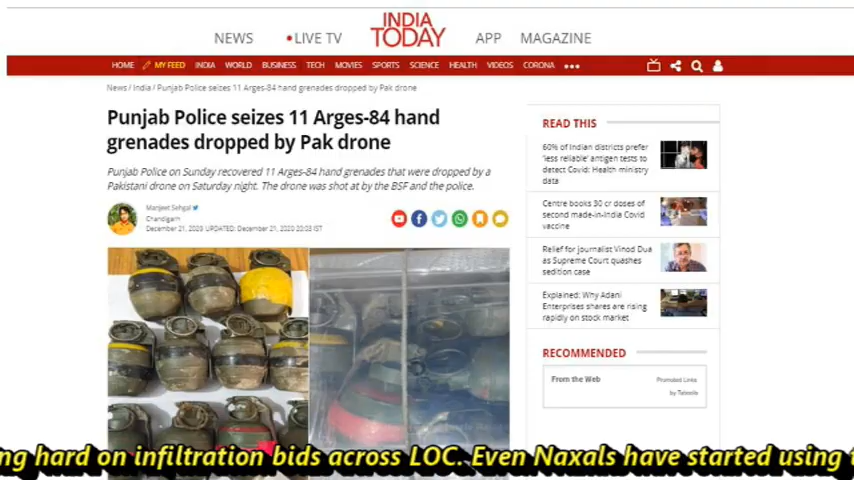 INDIA
TODAY
NEWS
LIVE TV
APP
MAGAZINE
HOME MY FEED INDIA WORLD BUSINESS TECH MOVIES SPORTS SCIENCE HEALTH VIDEOS CORONA
News / India / Punjab Police seizes 11 Arges-84 hand grenades dropped by Pak drone
Punjab Police seizes 11 Arges-84 hand
grenades dropped by Pak drone
Punjab Police on Sunday recovered 11 Arges-84 hand grenades that were dropped by a
Pakistani drone on Saturday night. The drone was shot at by the BSF and the police.
Manjeet Sehgal
Chandigarh
December 21, 2020 UPDATED: December 21, 2020 20:53 IST
READ THIS
60% of Indian districts prefer
'less reliable' antigen tests to
detect Covid: Health ministry
data
Centre books 30 cr doses of
second made-in-India Covid
vaccine
Relief for journalist Vinod Dua
as Supreme Court quashes
sedition case
Explained: Why Adani
Enterprises shares are rising
rapidly on stock market
RECOMMENDED
From the Web
Promoted Links
by Taboola
ng hard on infiltration bids across LOC. Even Naxals have started using t